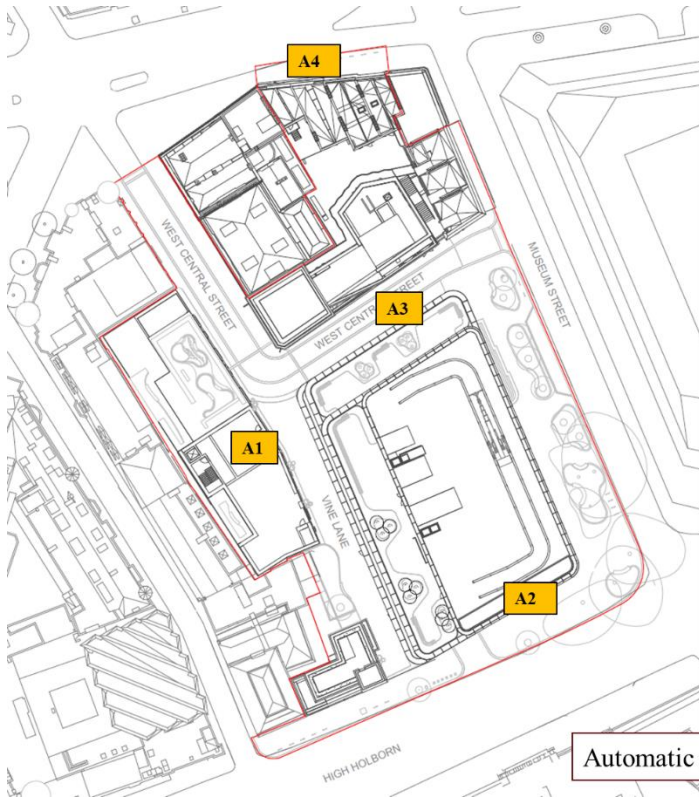 A4
WEST CENTRAL STREET
MUSEUM STREET
WEST CENTRAL STREET
A3
A1
VINE LANE
A2
HIGH HOLBORN
Automatic